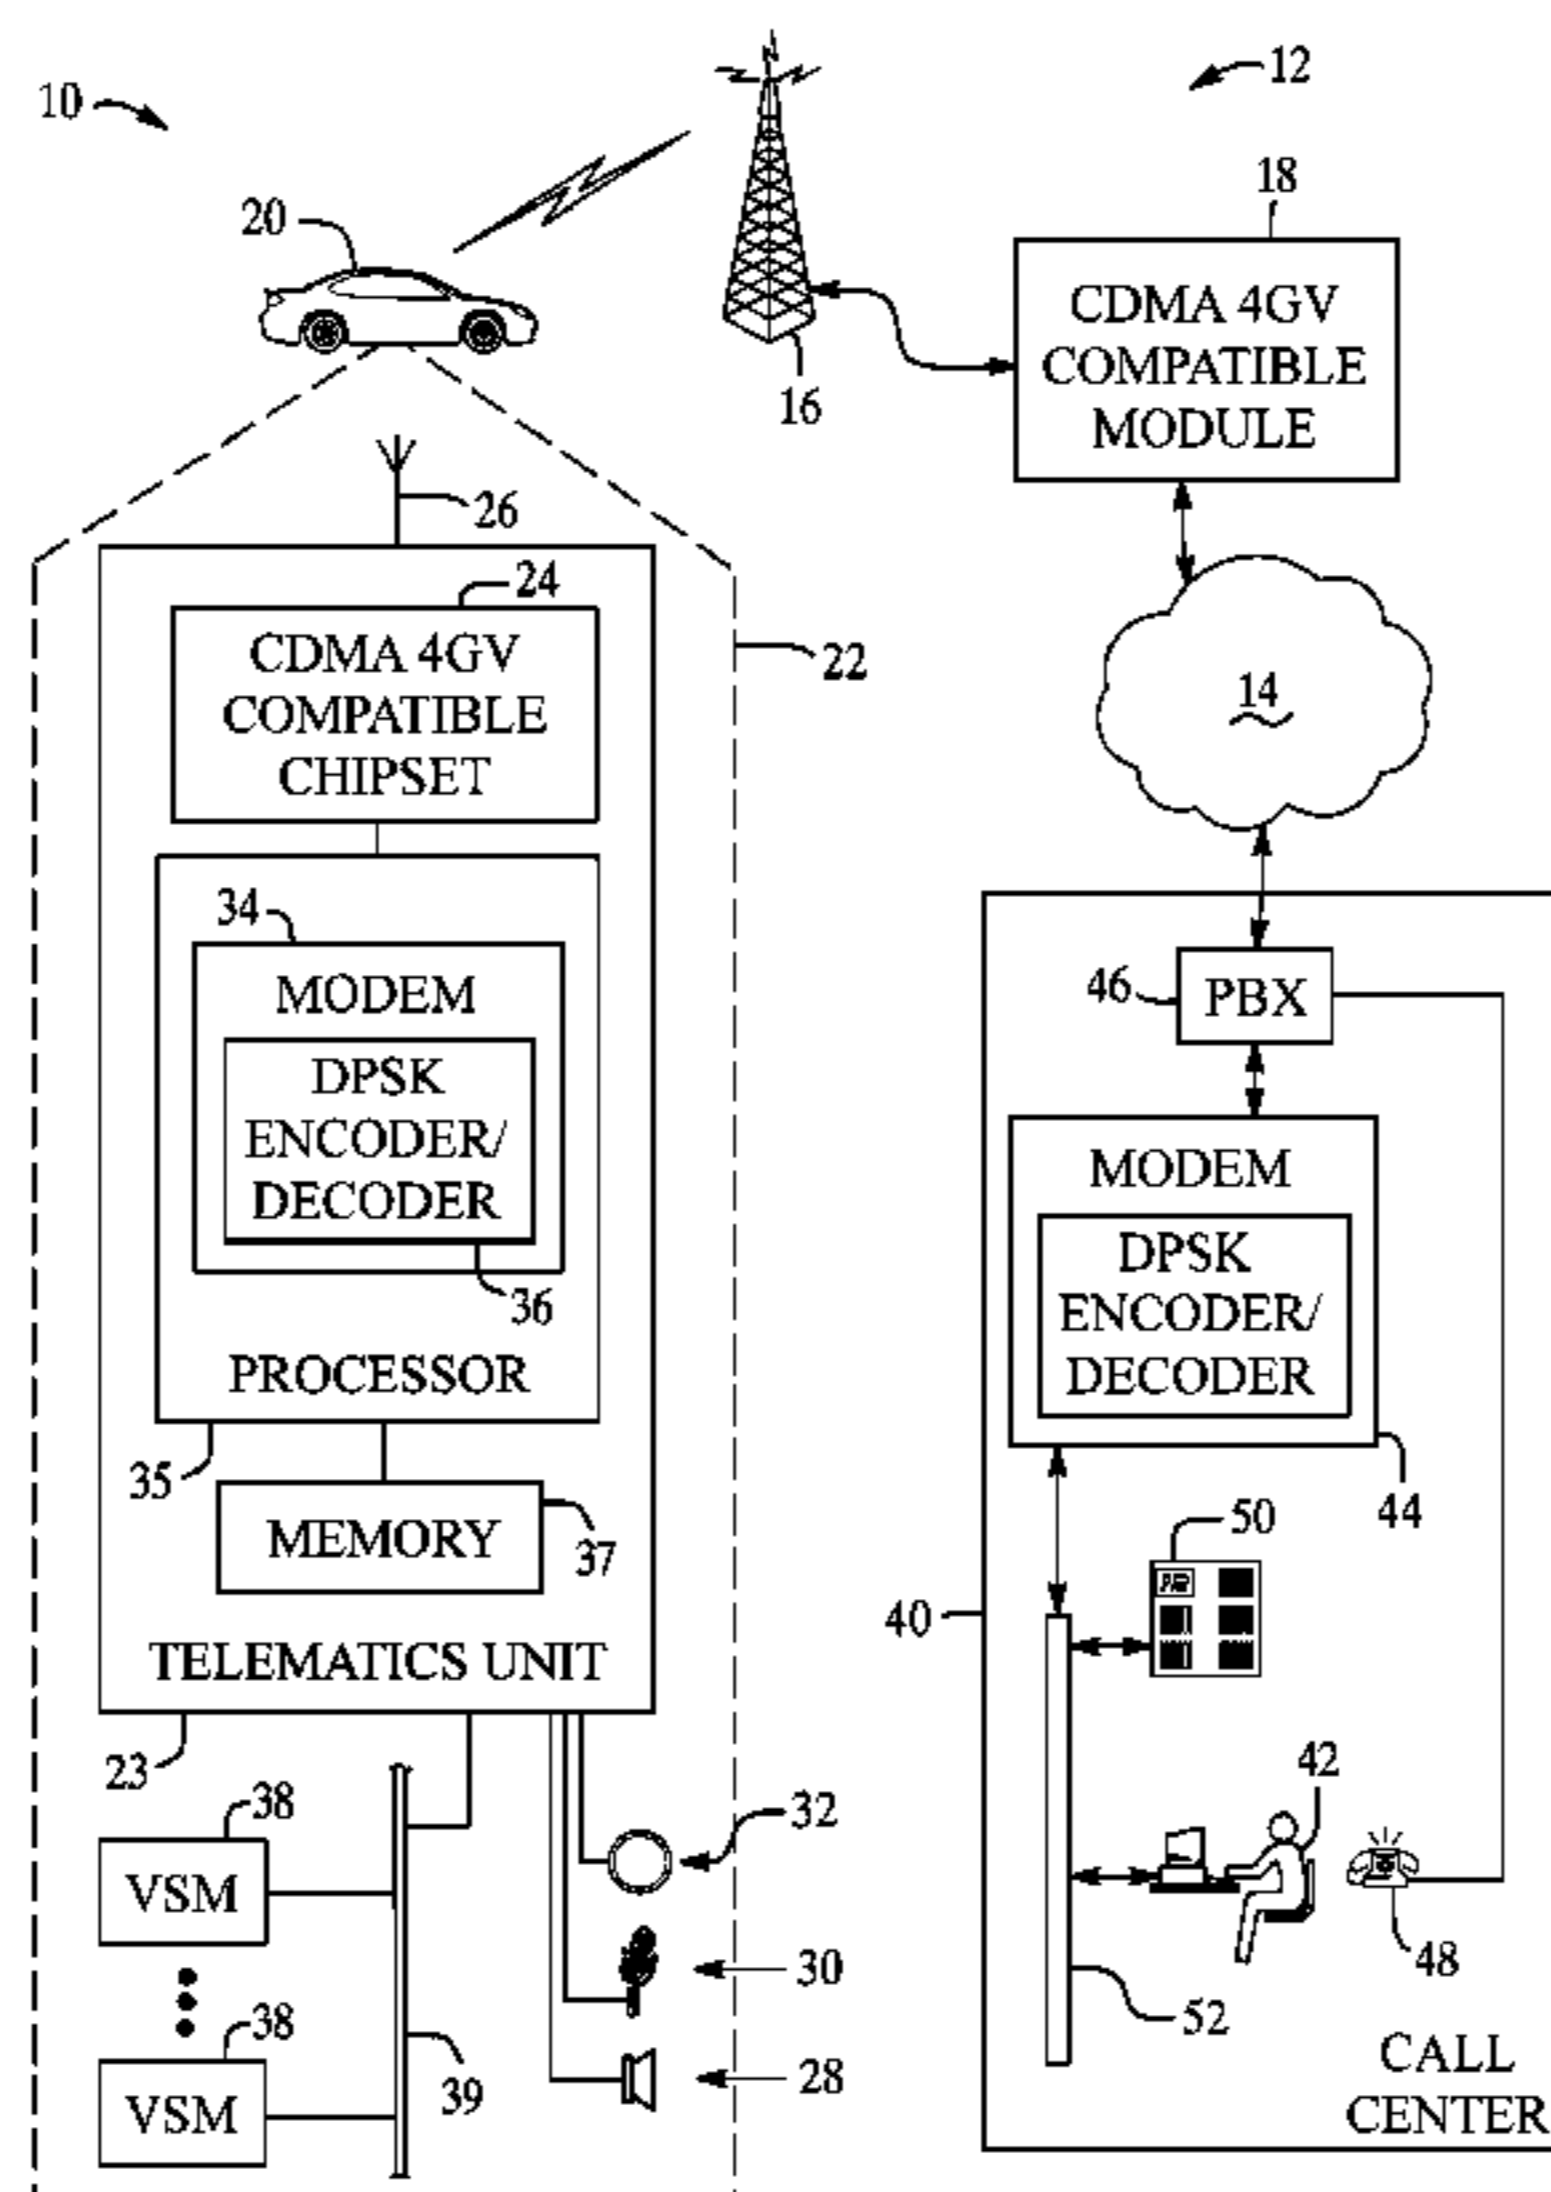 10
12
20
16
18
CDMA 4GV
COMPATIBLE
MODULE
26
22
24
CDMA 4GV
COMPATIBLE
CHIPSET
34
MODEM
DPSK
ENCODER/
DECODER
36
PROCESSOR
35
MEMORY
37
TELEMATICS UNIT
23
38
VSM
38
VSM
39
32
30
28
14
46
PBX
MODEM
DPSK
ENCODER/
DECODER
44
50
40
42
48
52
CALL
CENTER